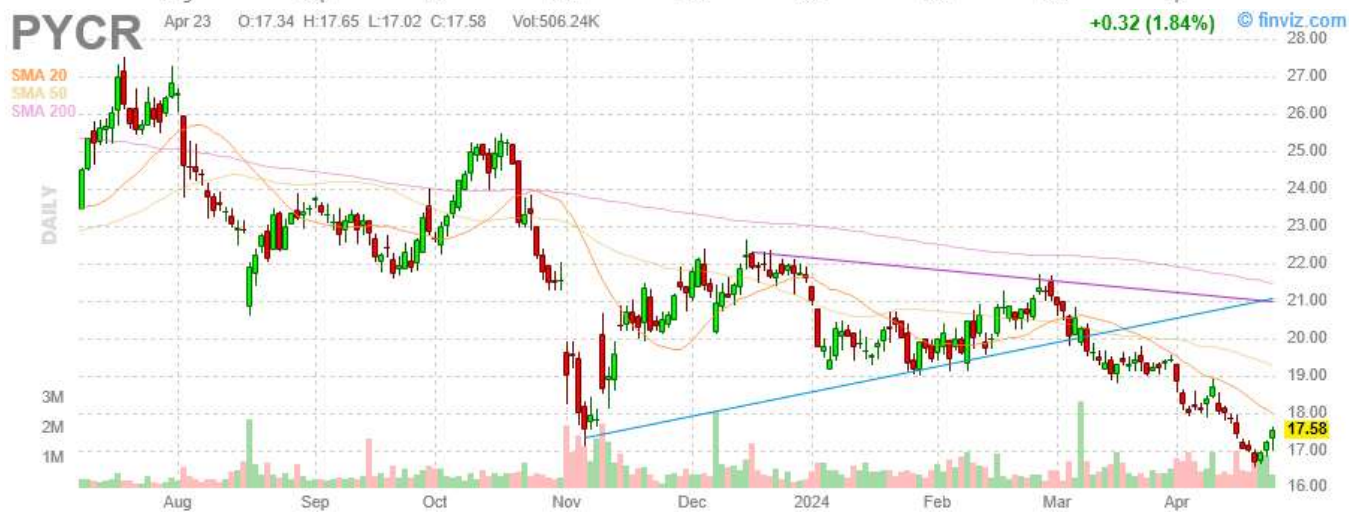 PYCR Apr 23 O:17.34 H:17.65 L:17.02 C:17.58 Vol:506.24K +0.32 (1.84%) © finviz.com
SMA 20
SMA 50
SMA 200
DAILY
28.00
27.00
26.00
25.00
24.00
23.00
22.00
21.00
20.00
19.00
18.00
17.58
17.00
16.00
3M
2M
1M
Aug Sep Oct Nov Dec 2024 Feb Mar Apr